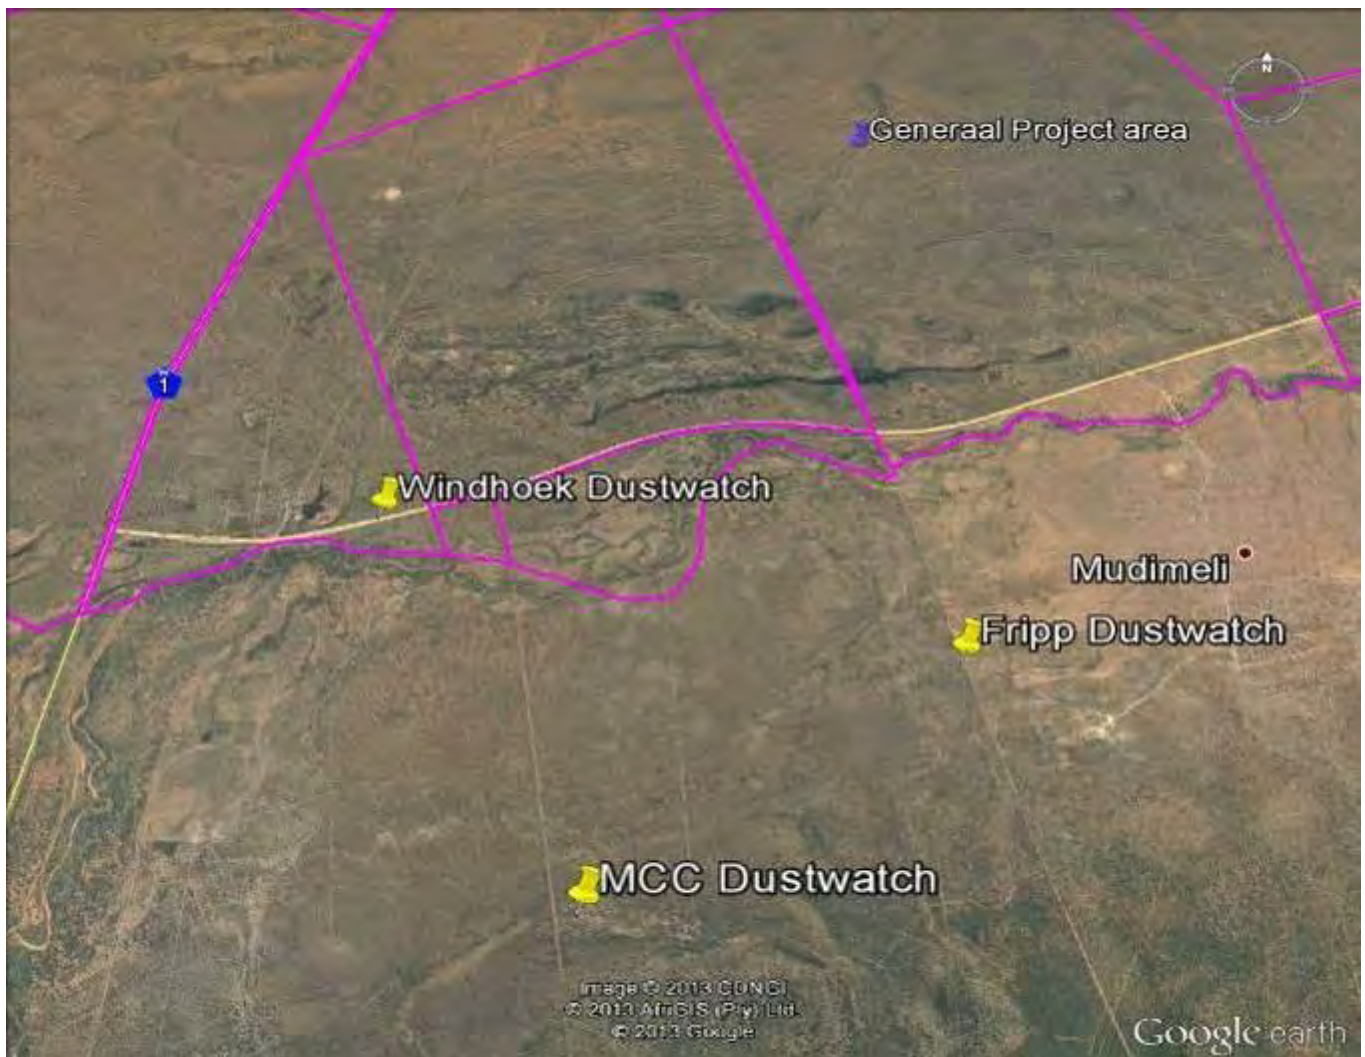 N
Generaal Project area
1
Windhoek Dustwatch
Mudimeli
Fripp Dustwatch
MCC Dustwatch
Image © 2013 CDNGI
© 2013 AfriGIS (Pty) Ltd.
© 2013 Google
Google earth